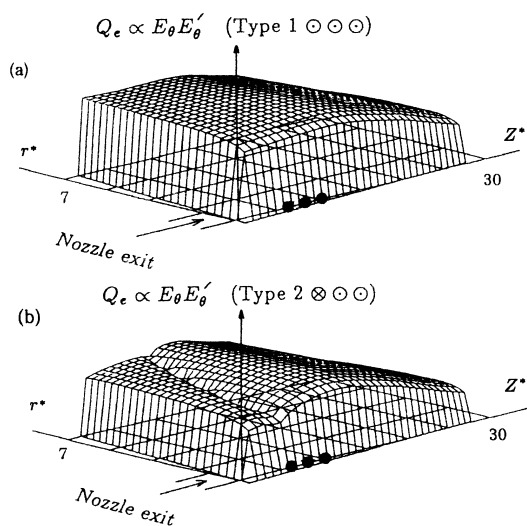 Q_e ∝ E_θ E_θ′ (Type 1 ⊙ ⊙ ⊙)
(a)
r*
Z*
7
30
Nozzle exit
Q_e ∝ E_θ E_θ′ (Type 2 ⊗ ⊙ ⊙)
(b)
r*
Z*
7
30
Nozzle exit